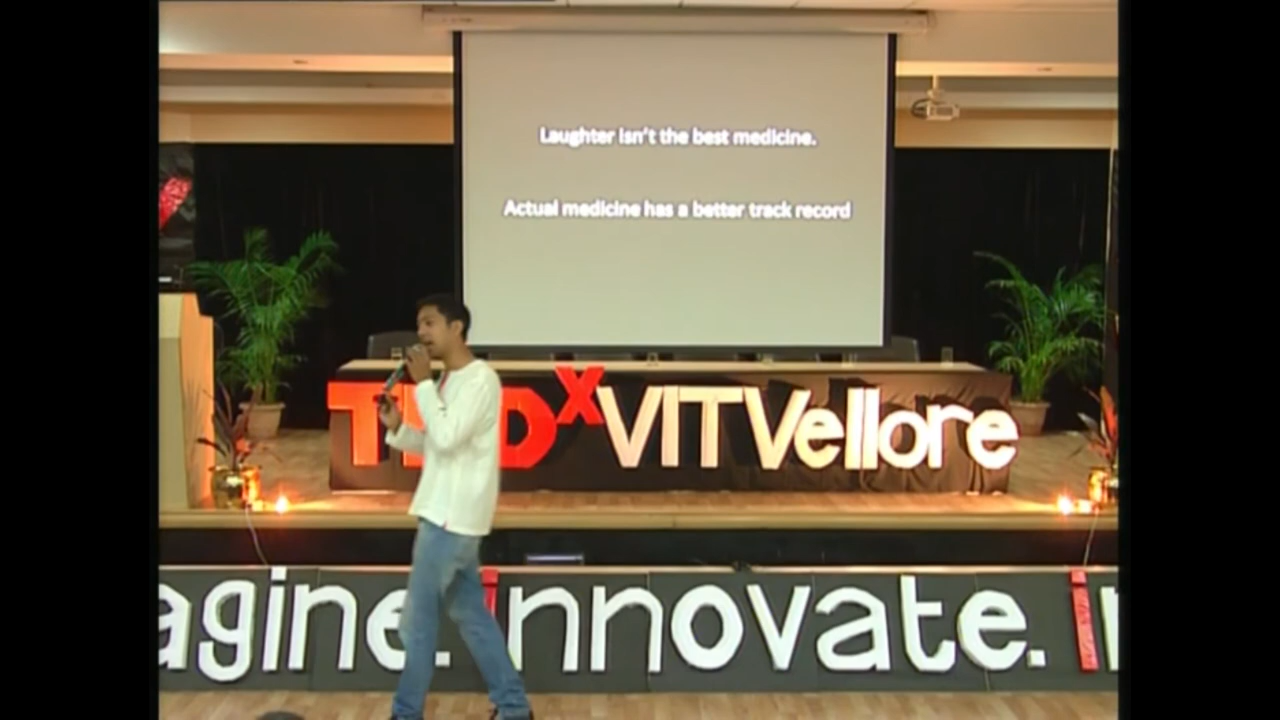 Laughter isn't the best medicine.
Actual medicine has a better track record
TEDxVITVellore
agine. Innovate. I